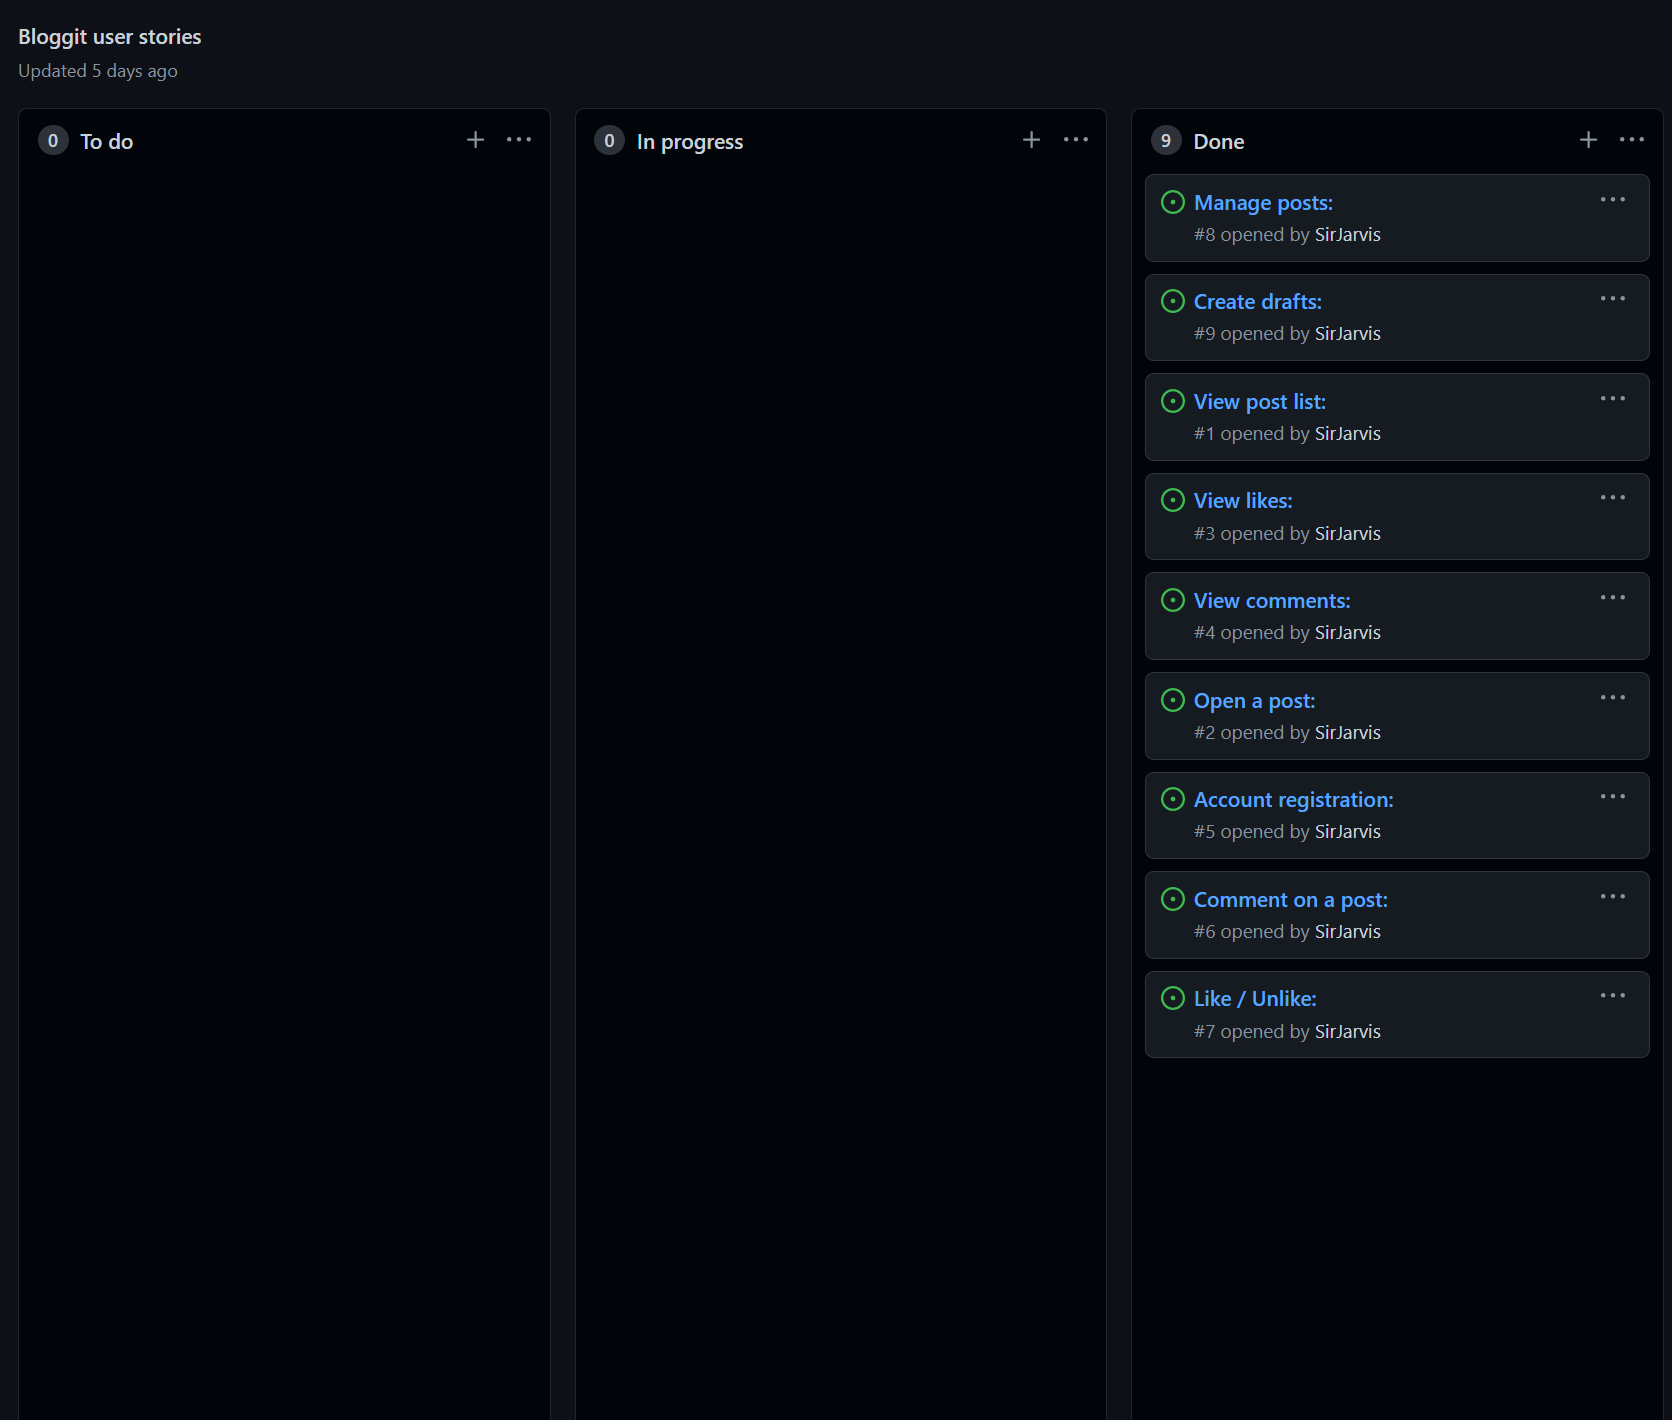 Bloggit user stories
Updated 5 days ago
0 To do
0 In progress
9 Done
Manage posts:
#8 opened by SirJarvis
Create drafts:
#9 opened by SirJarvis
View post list:
#1 opened by SirJarvis
View likes:
#3 opened by SirJarvis
View comments:
#4 opened by SirJarvis
Open a post:
#2 opened by SirJarvis
Account registration:
#5 opened by SirJarvis
Comment on a post:
#6 opened by SirJarvis
Like / Unlike:
#7 opened by SirJarvis